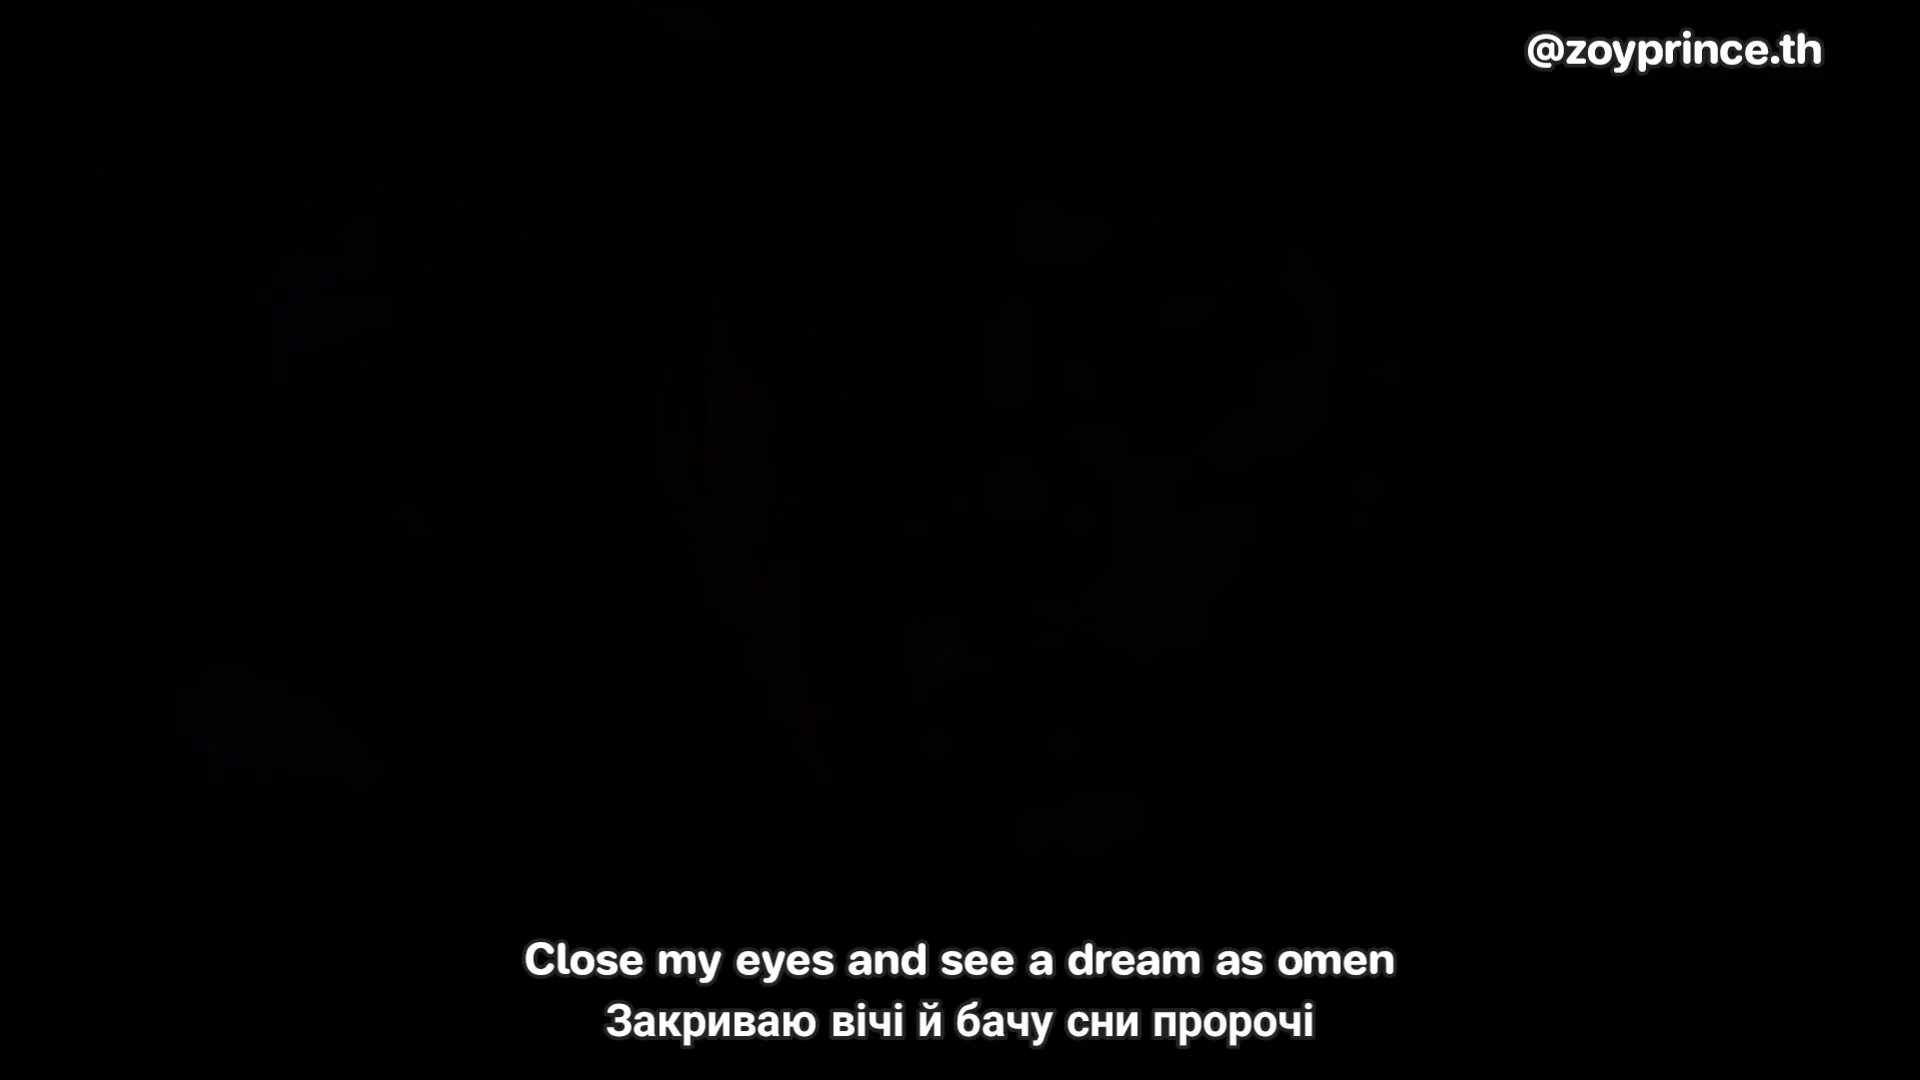 @zoyprince.th
Close my eyes and see a dream as omen
Закриваю вічі й бачу сни пророчі